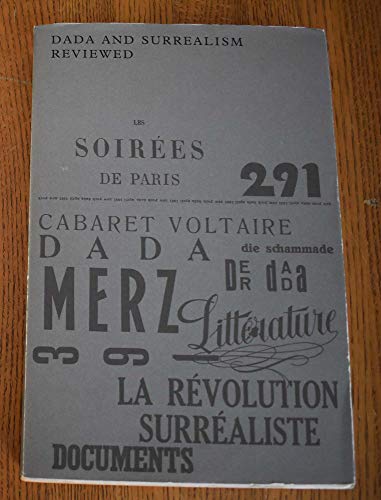 DADA AND SURREALISM
REVIEWED
LES
SOIRÉES
DE PARIS
291
CABARET VOLTAIRE
DADA
die schammade
DER dADa
MERZ
Littérature
391
LA RÉVOLUTION
SURRÉALISTE
DOCUMENTS